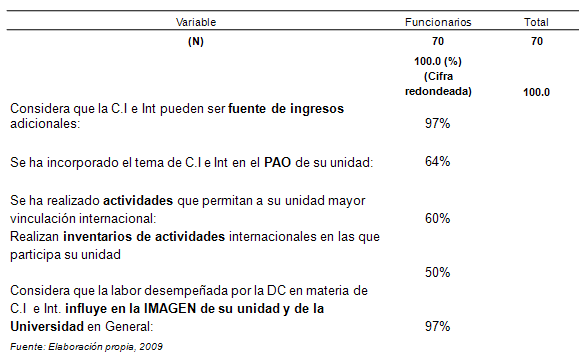 Variable Funcionarios Total
(N) 70 70
100.0 (%)
(Cifra
redondeada) 100.0
Considera que la C.I e Int pueden ser fuente de ingresos
adicionales: 97%
Se ha incorporado el tema de C.I e Int en el PAO de su unidad: 64%
Se ha realizado actividades que permitan a su unidad mayor
vinculación internacional: 60%
Realizan inventarios de actividades internacionales en las que
participa su unidad
50%
Considera que la labor desempeñada por la DC en materia de
C.I e Int. influye en la IMAGEN de su unidad y de la
Universidad en General: 97%
Fuente: Elaboración propia, 2009